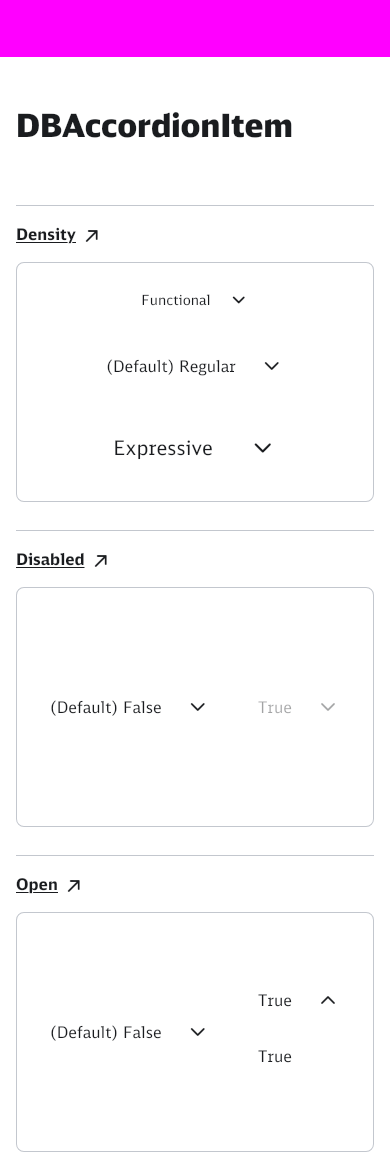 DBAccordionItem
Density
Functional
(Default) Regular
Expressive
Disabled
(Default) False
True
Open
(Default) False
True
True